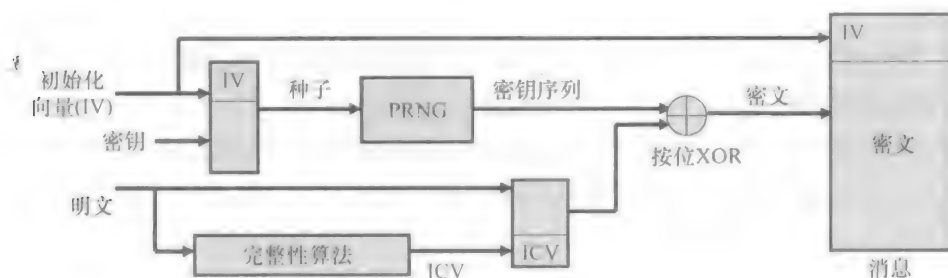 IV
初始化
向量(IV)
IV
种子
PRNG
密钥序列
密文
密钥
按位XOR
密文
明文
完整性算法
ICV
ICV
消息